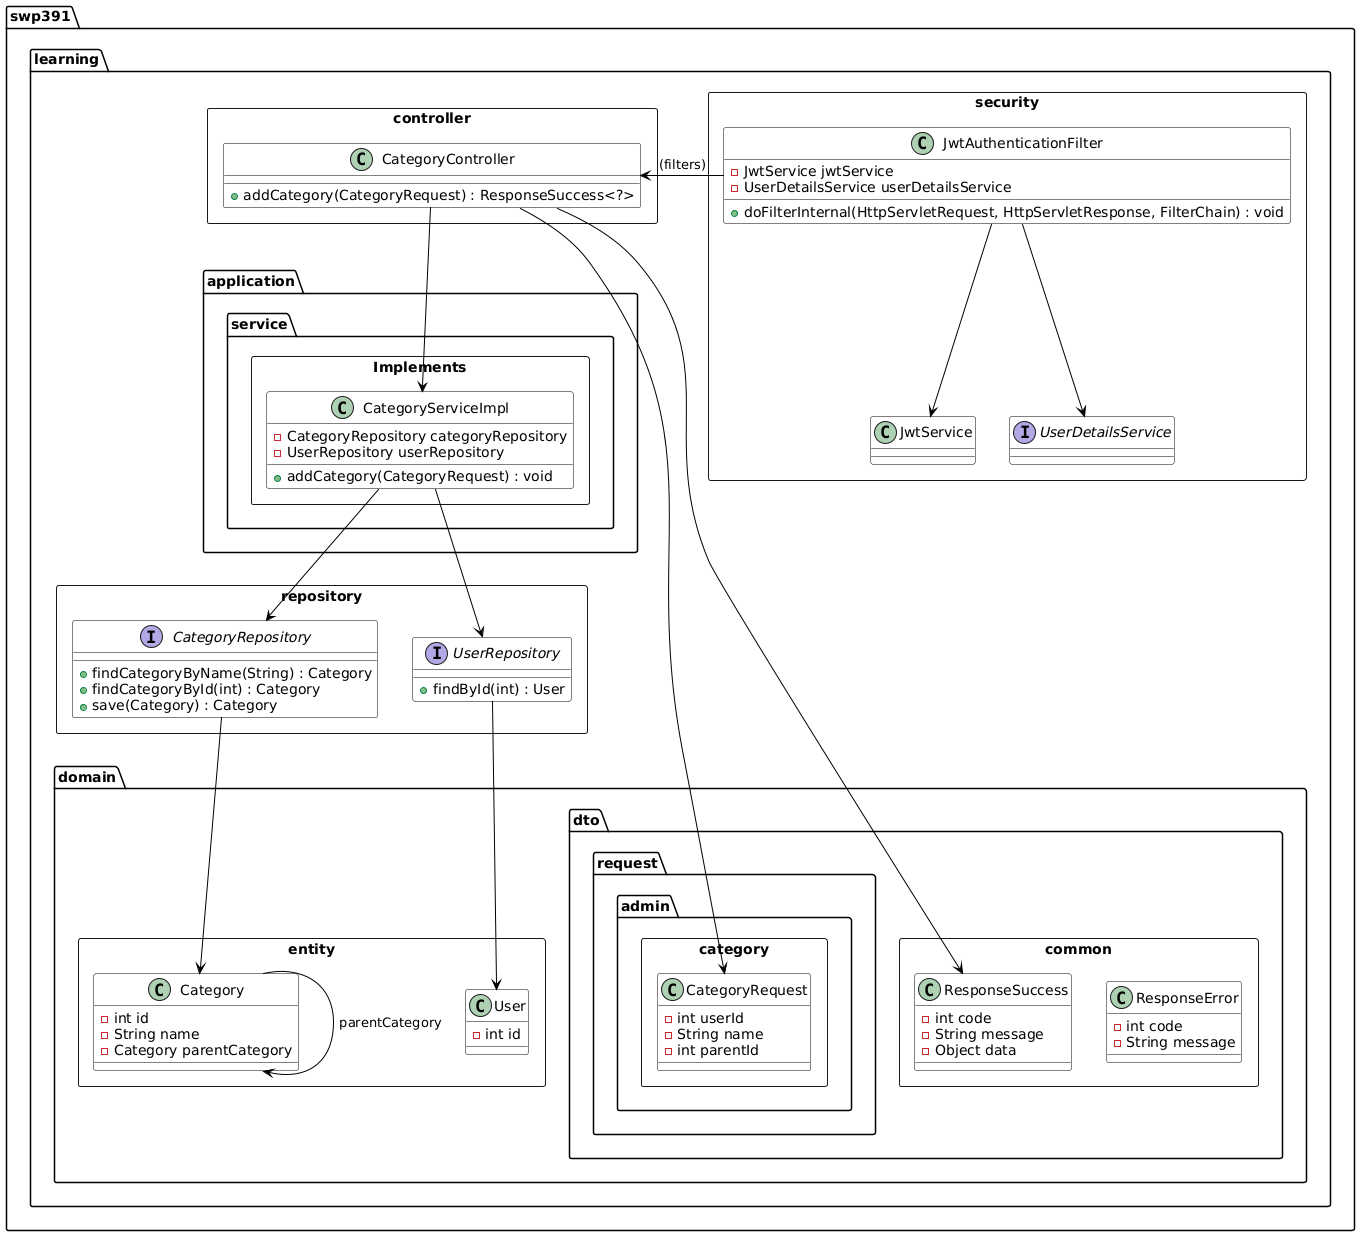 swp391
learning
controller
CategoryController
addCategory(CategoryRequest) : ResponseSuccess<?>
(filters)
security
JwtAuthenticationFilter
JwtService jwtService
UserDetailsService userDetailsService
doFilterInternal(HttpServletRequest, HttpServletResponse, FilterChain) : void
JwtService
UserDetailsService
application
service
Implements
CategoryServiceImpl
CategoryRepository categoryRepository
UserRepository userRepository
addCategory(CategoryRequest) : void
repository
CategoryRepository
findCategoryByName(String) : Category
findCategoryById(int) : Category
save(Category) : Category
UserRepository
findById(int) : User
domain
entity
Category
int id
String name
Category parentCategory
parentCategory
User
int id
dto
request
admin
category
CategoryRequest
int userId
String name
int parentId
common
ResponseSuccess
int code
String message
Object data
ResponseError
int code
String message